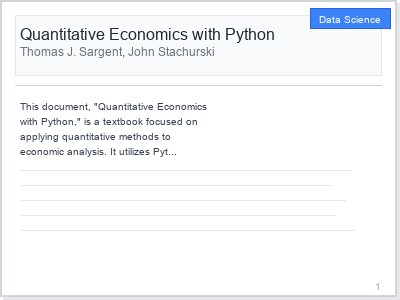 Data Science
Quantitative Economics with Python
Thomas J. Sargent, John Stachurski
This document, "Quantitative Economics
with Python," is a textbook focused on
applying quantitative methods to
economic analysis. It utilizes Pyt...
1